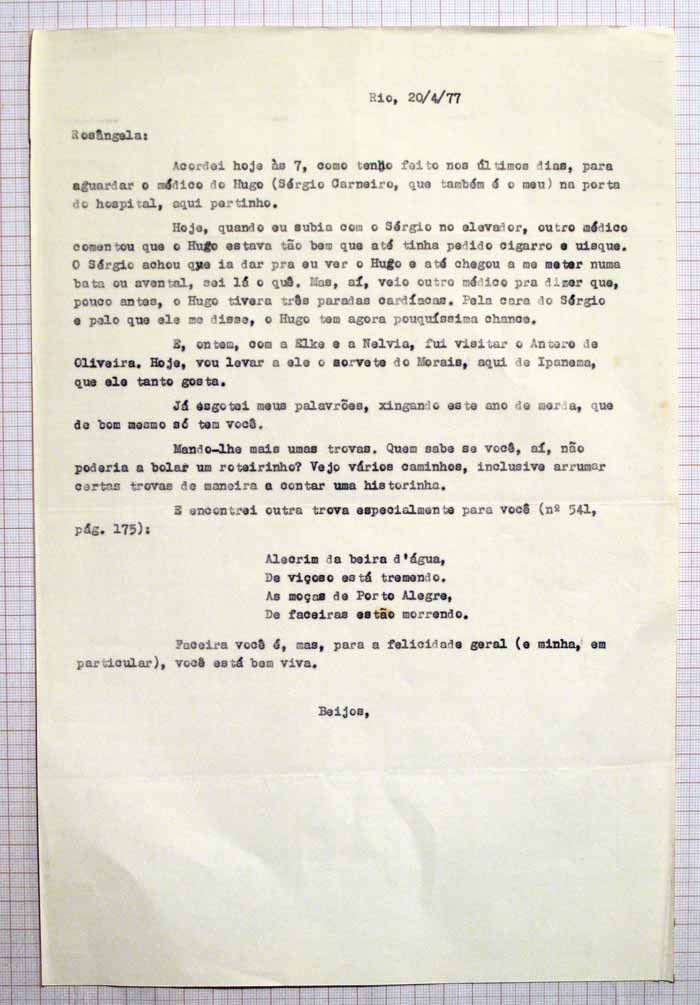 Rio, 20/4/77
Rosângela:
Acordei hoje às 7, como tenho feito nos últimos dias, para
aguardar o médico do Hugo (Sérgio Carneiro, que também é o meu) na porta
do hospital, aqui pertinho.
Hoje, quando eu subia com o Sérgio no elevador, outro médico
comentou que o Hugo estava tão bem que até tinha pedido cigarro e uisque.
O Sérgio achou que ia dar pra eu ver o Hugo e até chegou a me meter numa
bata ou avental, sei lá o quê. Mas, aí, veio outro médico pra dizer que,
pouco antes, o Hugo tivera três paradas cardíacas. Pela cara do Sérgio
e pelo que ele me disse, o Hugo tem agora pouquíssima chance.
E, ontem, com a Elke e a Nelvia, fui visitar o Antero de
Oliveira. Hoje, vou levar a ele o sorvete do Morais, aqui de Ipanema,
que ele tanto gosta.
Já esgotei meus palavrões, xingando este ano de merda, que
de bom mesmo só tem você.
Mando-lhe mais umas trovas. Quem sabe se você, aí, não
poderia a bolar um roteirinho? Vejo vários caminhos, inclusive arrumar
certas trovas de maneira a contar uma historinha.
E encontrei outra trova especialmente para você (nº 541,
pág. 175):
Alecrim da beira d'água,
De viçoso está tremendo.
As moças de Porto Alegre,
De faceiras estão morrendo.
Faceira você é, mas, para a felicidade geral (e minha, em
particular), você está bem viva.
Beijos,